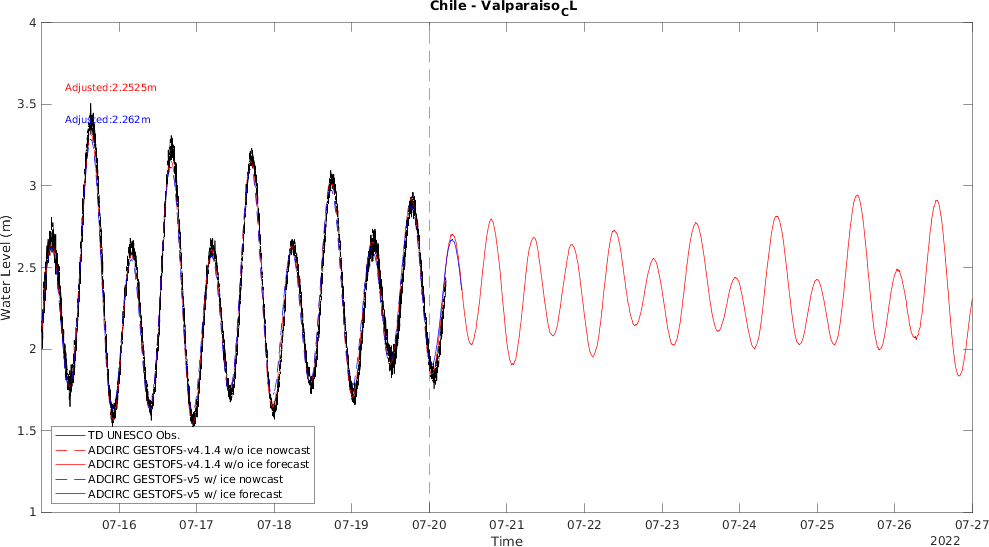 Chile - Valparaiso_CL
4
3.5
3
2.5
2
1.5
1
Water Level (m)
Adjusted:2.2525m
Adjusted:2.262m
TD UNESCO Obs.
ADCIRC GESTOFS-v4.1.4 w/o ice nowcast
ADCIRC GESTOFS-v4.1.4 w/o ice forecast
ADCIRC GESTOFS-v5 w/ ice nowcast
ADCIRC GESTOFS-v5 w/ ice forecast
07-16 07-17 07-18 07-19 07-20 07-21 07-22 07-23 07-24 07-25 07-26 07-27
Time
2022